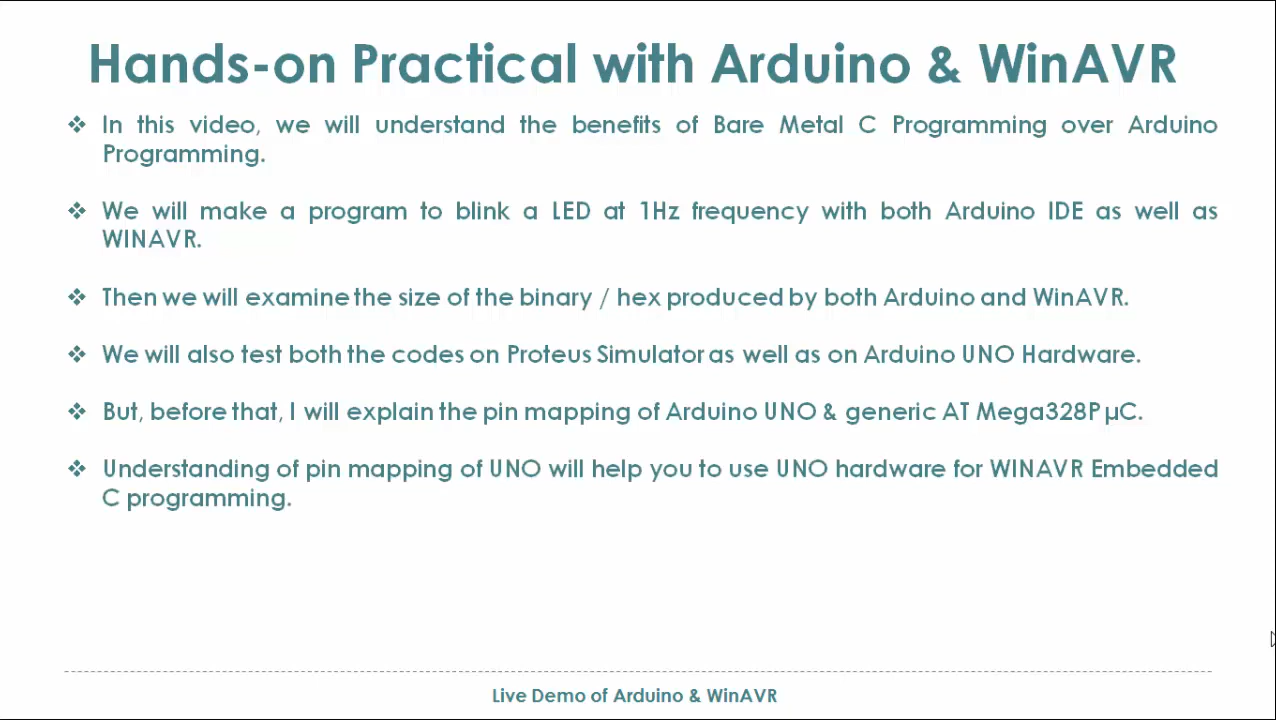 Hands-on Practical with Arduino & WinAVR
❖ In this video, we will understand the benefits of Bare Metal C Programming over Arduino
Programming.
❖ We will make a program to blink a LED at 1Hz frequency with both Arduino IDE as well as
WINAVR.
❖ Then we will examine the size of the binary / hex produced by both Arduino and WinAVR.
❖ We will also test both the codes on Proteus Simulator as well as on Arduino UNO Hardware.
❖ But, before that, I will explain the pin mapping of Arduino UNO & generic AT Mega328P µC.
❖ Understanding of pin mapping of UNO will help you to use UNO hardware for WINAVR Embedded
C programming.
Live Demo of Arduino & WinAVR